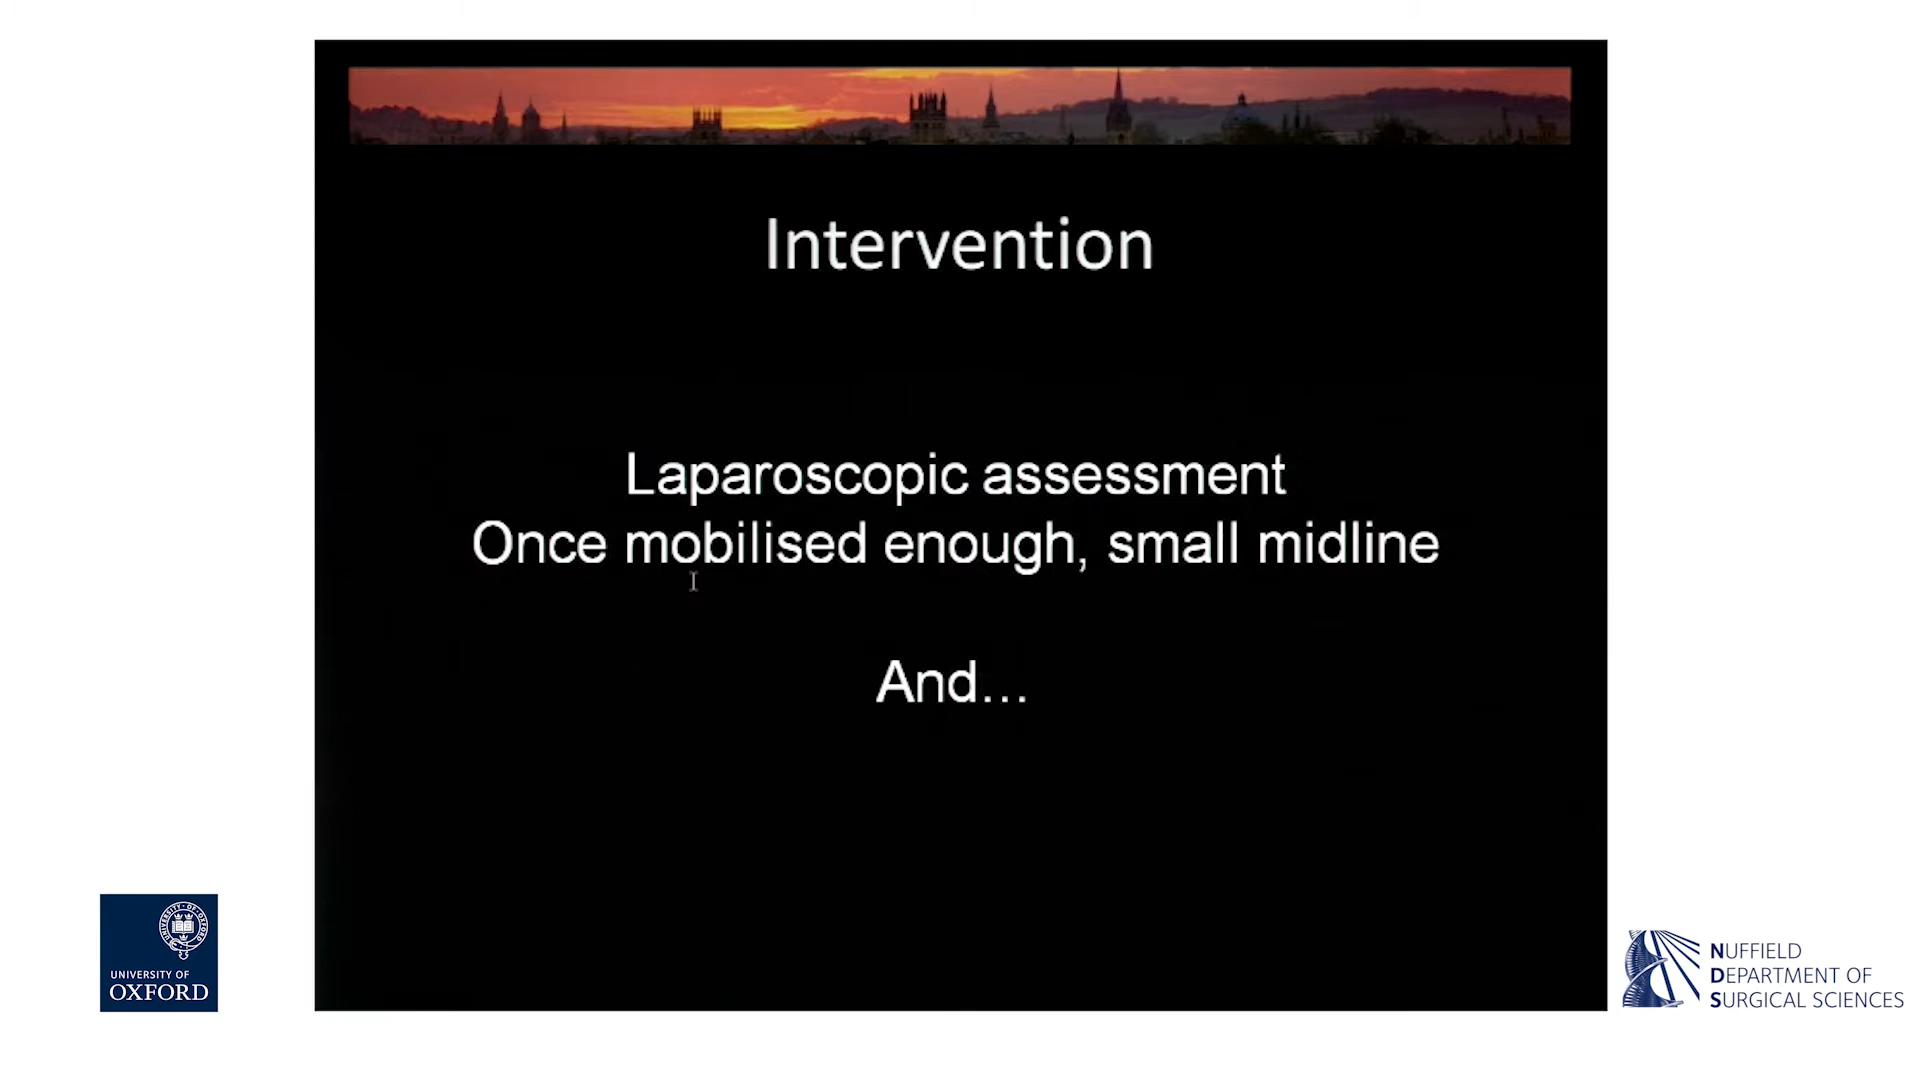 Intervention
Laparoscopic assessment
Once mobilised enough, small midline
And…
UNIVERSITY OF
OXFORD
NUFFIELD
DEPARTMENT OF
SURGICAL SCIENCES